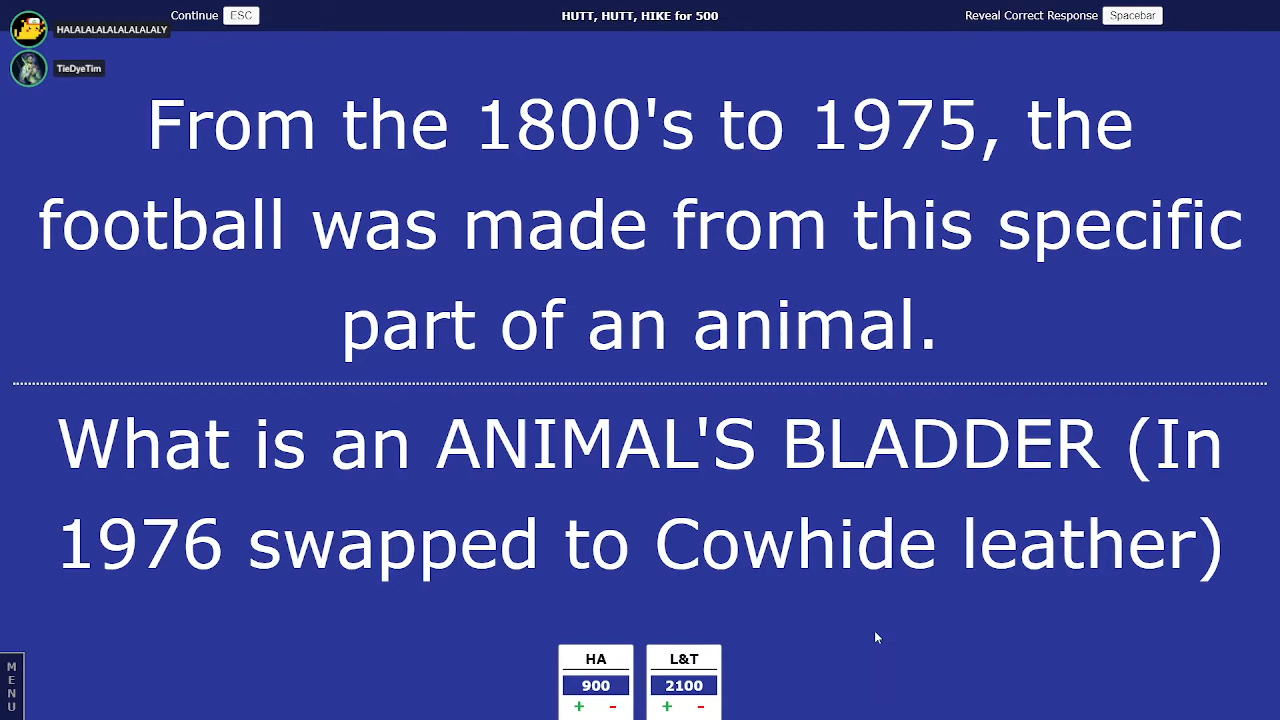 Continue ESC
HUTT, HUTT, HIKE for 500
Reveal Correct Response Spacebar
HALALALALALALALALY
TieDyeTim
From the 1800's to 1975, the
football was made from this specific
part of an animal.
What is an ANIMAL'S BLADDER (In
1976 swapped to Cowhide leather)
MENU
HA
900
+ -
L&T
2100
+ -